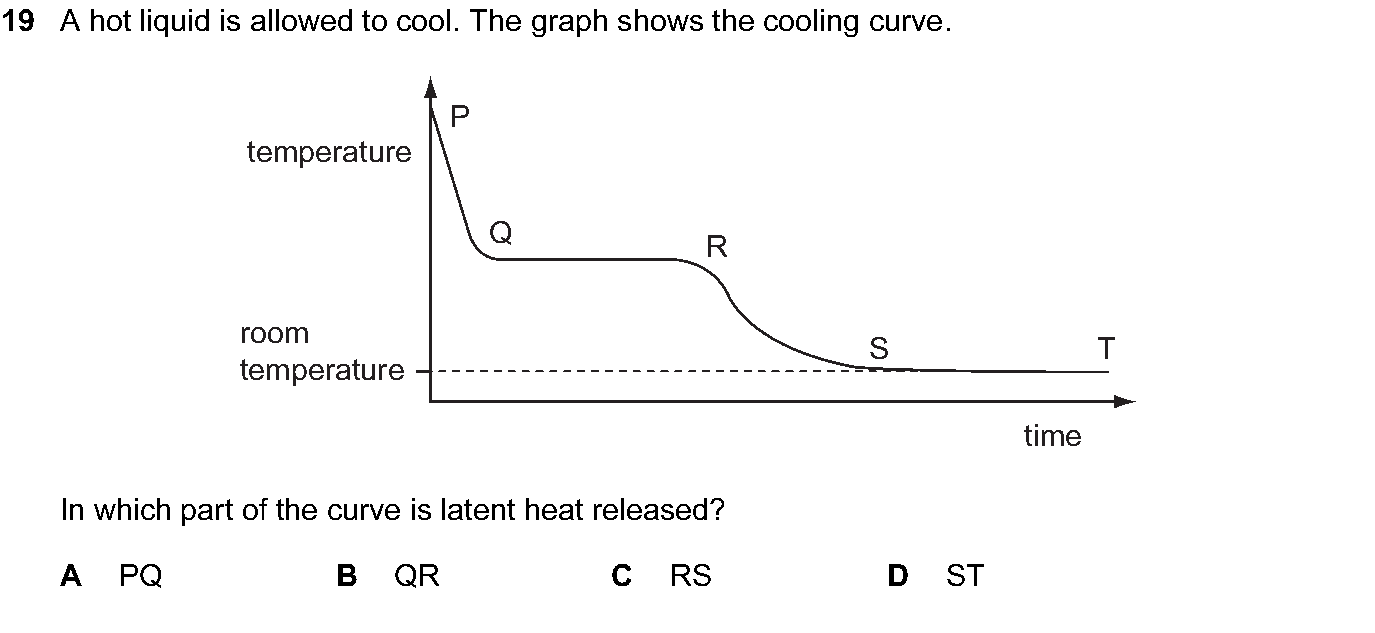 19 A hot liquid is allowed to cool. The graph shows the cooling curve.
P
temperature
Q
R
room
temperature
S
T
time
In which part of the curve is latent heat released?
A PQ B QR C RS D ST